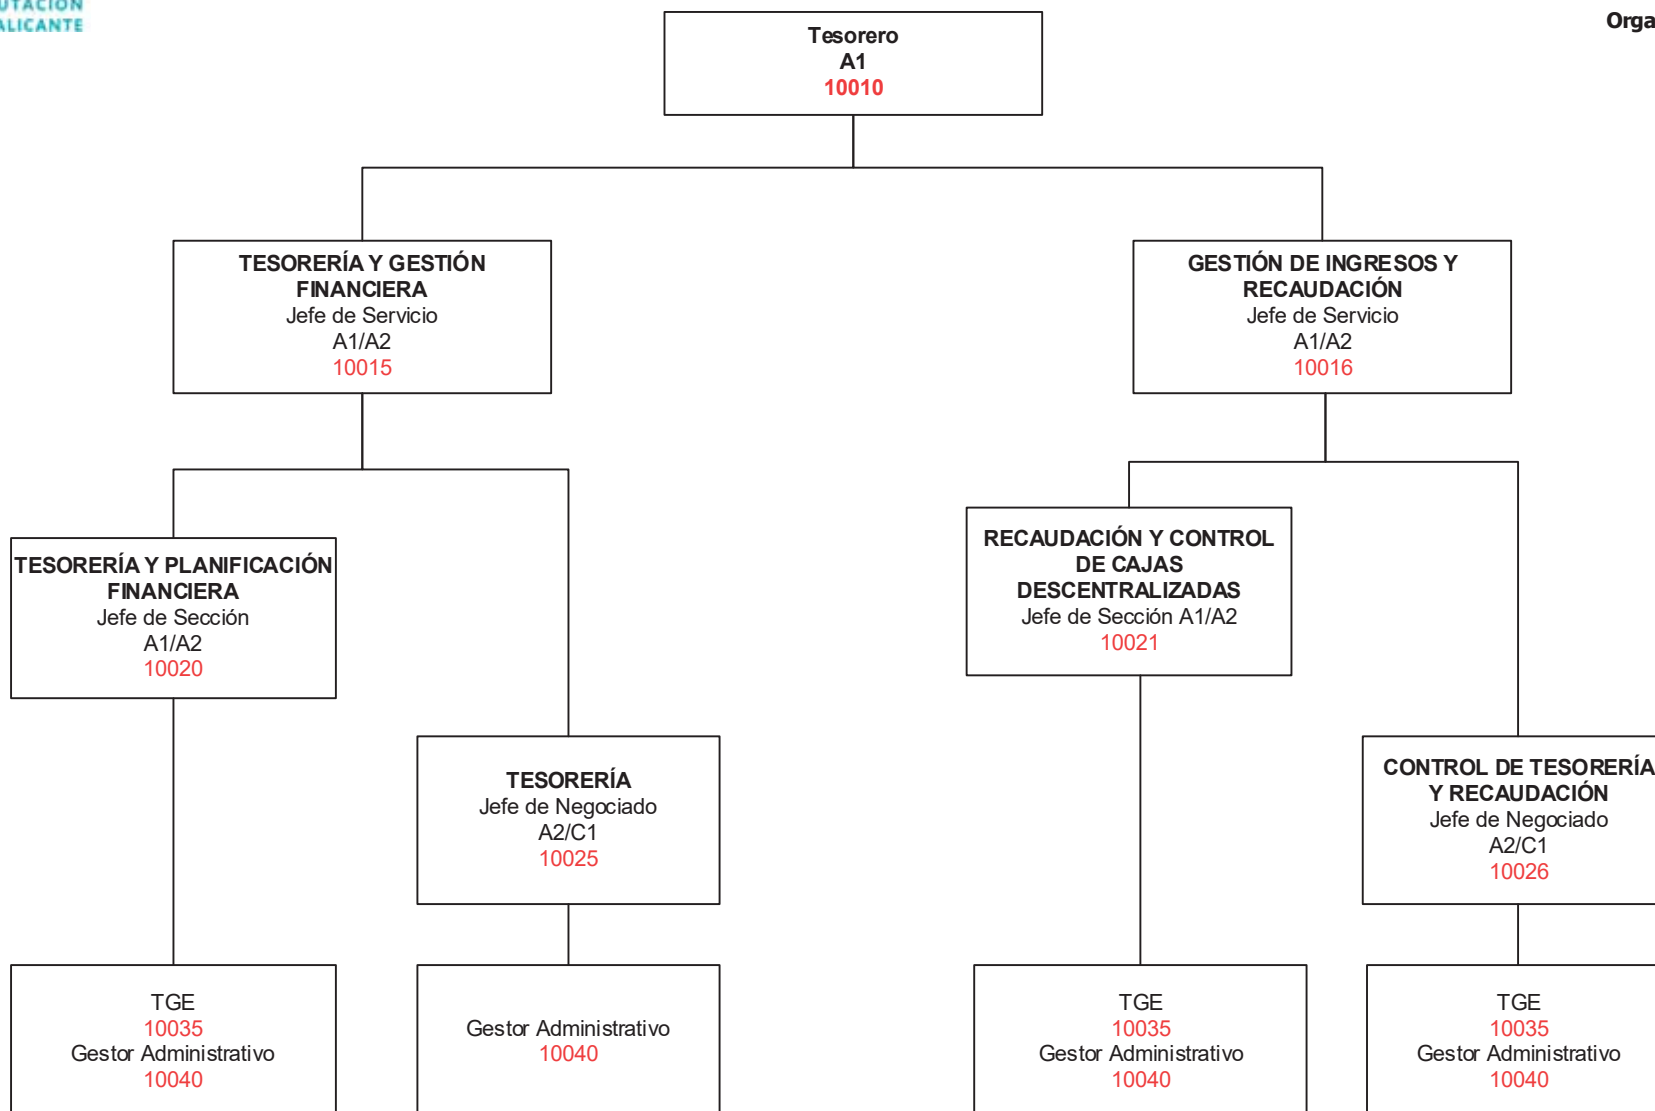 ALICANTE
Orga
Tesorero
A1
10010
TESORERÍA Y GESTIÓN
FINANCIERA
Jefe de Servicio
A1/A2
10015
GESTIÓN DE INGRESOS Y
RECAUDACIÓN
Jefe de Servicio
A1/A2
10016
TESORERÍA Y PLANIFICACIÓN
FINANCIERA
Jefe de Sección
A1/A2
10020
RECAUDACIÓN Y CONTROL
DE CAJAS
DESCENTRALIZADAS
Jefe de Sección A1/A2
10021
TESORERÍA
Jefe de Negociado
A2/C1
10025
CONTROL DE TESORERÍA
Y RECAUDACIÓN
Jefe de Negociado
A2/C1
10026
TGE
10035
Gestor Administrativo
10040
Gestor Administrativo
10040
TGE
10035
Gestor Administrativo
10040
TGE
10035
Gestor Administrativo
10040